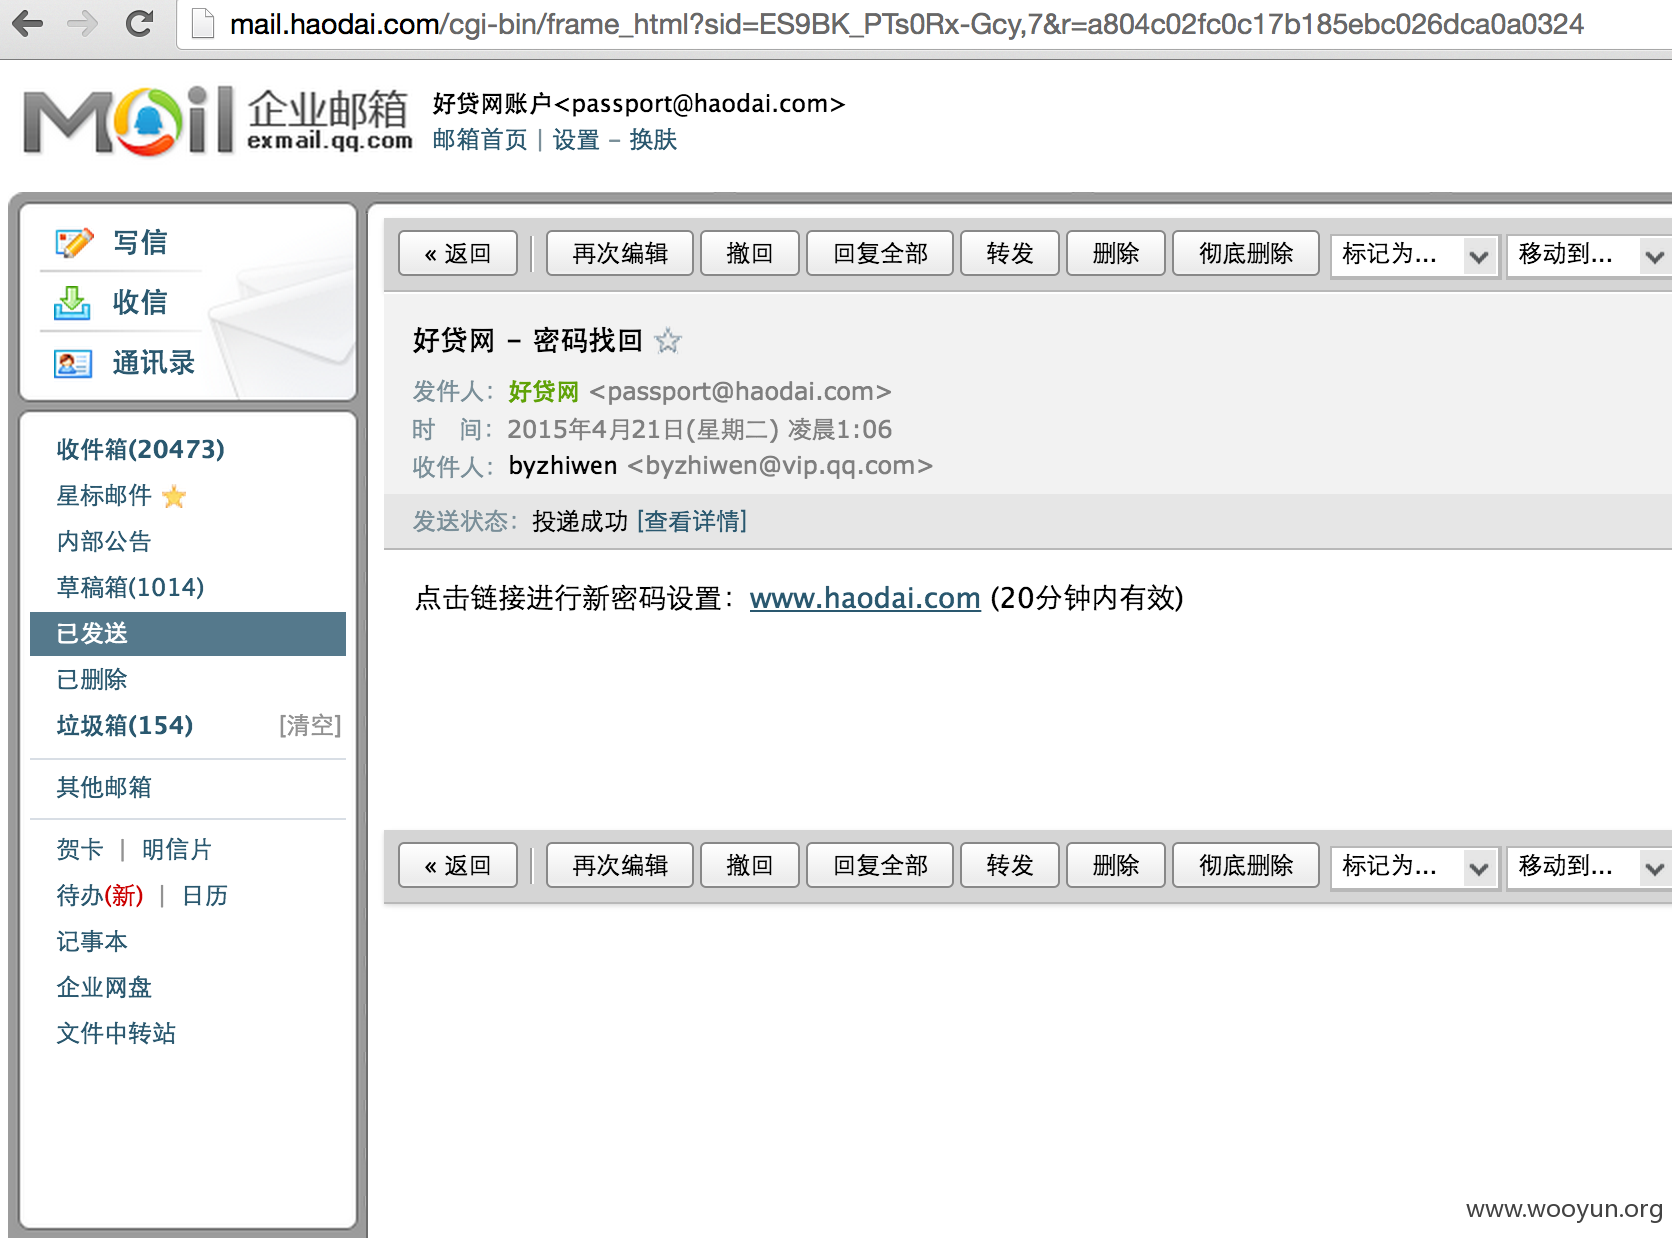 mail.haodai.com/cgi-bin/frame_html?sid=ES9BK_PTs0Rx-Gcy,7&r=a804c02fc0c17b185ebc026dca0a0324
Mail 企业邮箱 exmail.qq.com
好贷网账户<passport@haodai.com>
邮箱首页 | 设置 - 换肤
写信
收信
通讯录
收件箱(20473)
星标邮件
内部公告
草稿箱(1014)
已发送
已删除
垃圾箱(154) [清空]
其他邮箱
贺卡 | 明信片
待办(新) | 日历
记事本
企业网盘
文件中转站
« 返回 再次编辑 撤回 回复全部 转发 删除 彻底删除 标记为... 移动到...
好贷网 - 密码找回
发件人： 好贷网 <passport@haodai.com>
时 间： 2015年4月21日(星期二) 凌晨1:06
收件人： byzhiwen <byzhiwen@vip.qq.com>
发送状态： 投递成功 [查看详情]
点击链接进行新密码设置：www.haodai.com (20分钟内有效)
« 返回 再次编辑 撤回 回复全部 转发 删除 彻底删除 标记为... 移动到...
www.wooyun.org